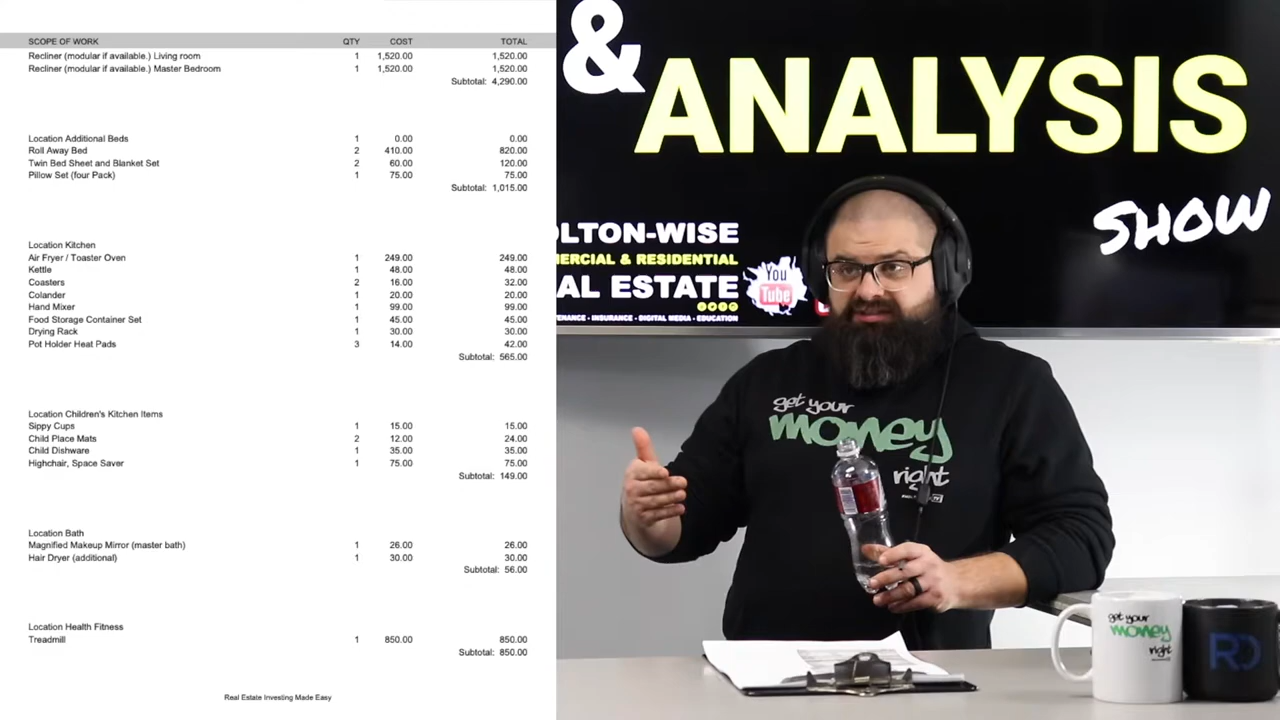 SCOPE OF WORK QTY COST TOTAL
Recliner (modular if available.) Living room 1 1,520.00 1,520.00
Recliner (modular if available.) Master Bedroom 1 1,520.00 1,520.00
Subtotal: 4,290.00
Location Additional Beds 1 0.00 0.00
Roll Away Bed 2 410.00 820.00
Twin Bed Sheet and Blanket Set 2 60.00 120.00
Pillow Set (four Pack) 1 75.00 75.00
Subtotal: 1,015.00
Location Kitchen
Air Fryer / Toaster Oven 1 249.00 249.00
Kettle 1 48.00 48.00
Coasters 2 16.00 32.00
Colander 1 20.00 20.00
Hand Mixer 1 99.00 99.00
Food Storage Container Set 1 45.00 45.00
Drying Rack 1 30.00 30.00
Pot Holder Heat Pads 3 14.00 42.00
Subtotal: 565.00
Location Children's Kitchen Items
Sippy Cups 1 15.00 15.00
Child Place Mats 2 12.00 24.00
Child Dishware 1 35.00 35.00
Highchair, Space Saver 1 75.00 75.00
Subtotal: 149.00
Location Bath
Magnified Makeup Mirror (master bath) 1 26.00 26.00
Hair Dryer (additional) 1 30.00 30.00
Subtotal: 56.00
Location Health Fitness
Treadmill 1 850.00 850.00
Subtotal: 850.00
Real Estate Investing Made Easy
&
ANALYSIS
SHOW
OLTON-WISE
ERCIAL & RESIDENTIAL
AL ESTATE
You
Tube
TENANCE - INSURANCE - DIGITAL MEDIA - EDUCATION
get your
money
right
get your
money
right
RD